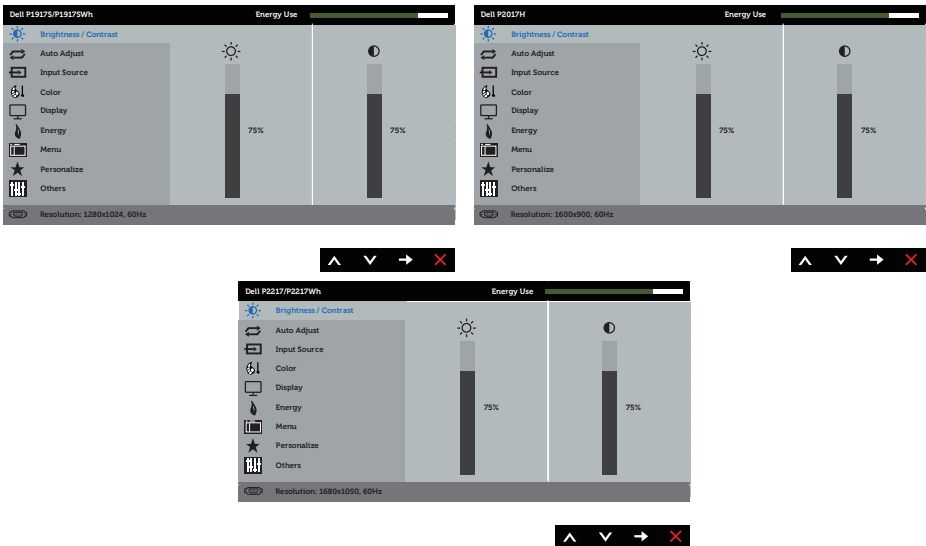 Dell P1917S/P1917SWh Energy Use
Brightness / Contrast
Auto Adjust
Input Source
Color
Display
Energy
Menu
Personalize
Others
75% 75%
Resolution: 1280x1024, 60Hz
Dell P2017H Energy Use
Brightness / Contrast
Auto Adjust
Input Source
Color
Display
Energy
Menu
Personalize
Others
75% 75%
Resolution: 1600x900, 60Hz
Dell P2217/P2217Wh Energy Use
Brightness / Contrast
Auto Adjust
Input Source
Color
Display
Energy
Menu
Personalize
Others
75% 75%
Resolution: 1680x1050, 60Hz